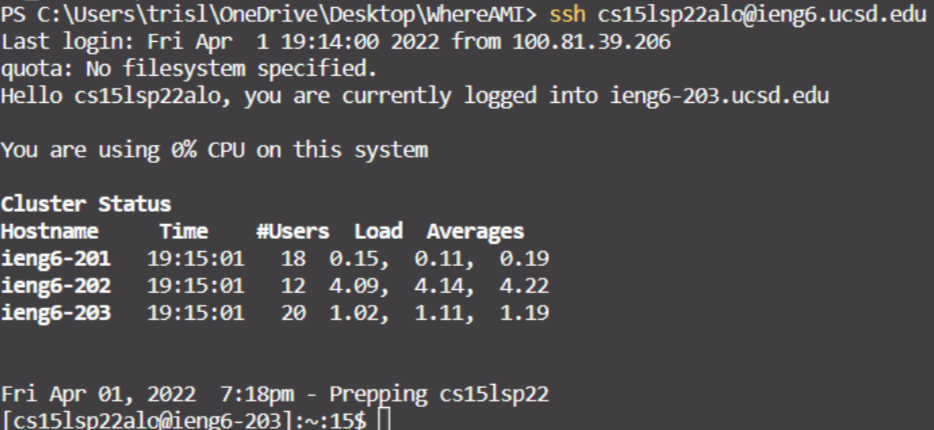 PS C:\Users\trisl\OneDrive\Desktop\WhereAMI> ssh cs15lsp22alo@ieng6.ucsd.edu
Last login: Fri Apr  1 19:14:00 2022 from 100.81.39.206
quota: No filesystem specified.
Hello cs15lsp22alo, you are currently logged into ieng6-203.ucsd.edu
You are using 0% CPU on this system
Cluster Status
Hostname     Time    #Users  Load  Averages
ieng6-201   19:15:01   18  0.15,  0.11,  0.19
ieng6-202   19:15:01   12  4.09,  4.14,  4.22
ieng6-203   19:15:01   20  1.02,  1.11,  1.19
Fri Apr 01, 2022  7:18pm - Prepping cs15lsp22
[cs15lsp22alo@ieng6-203]:~:15$